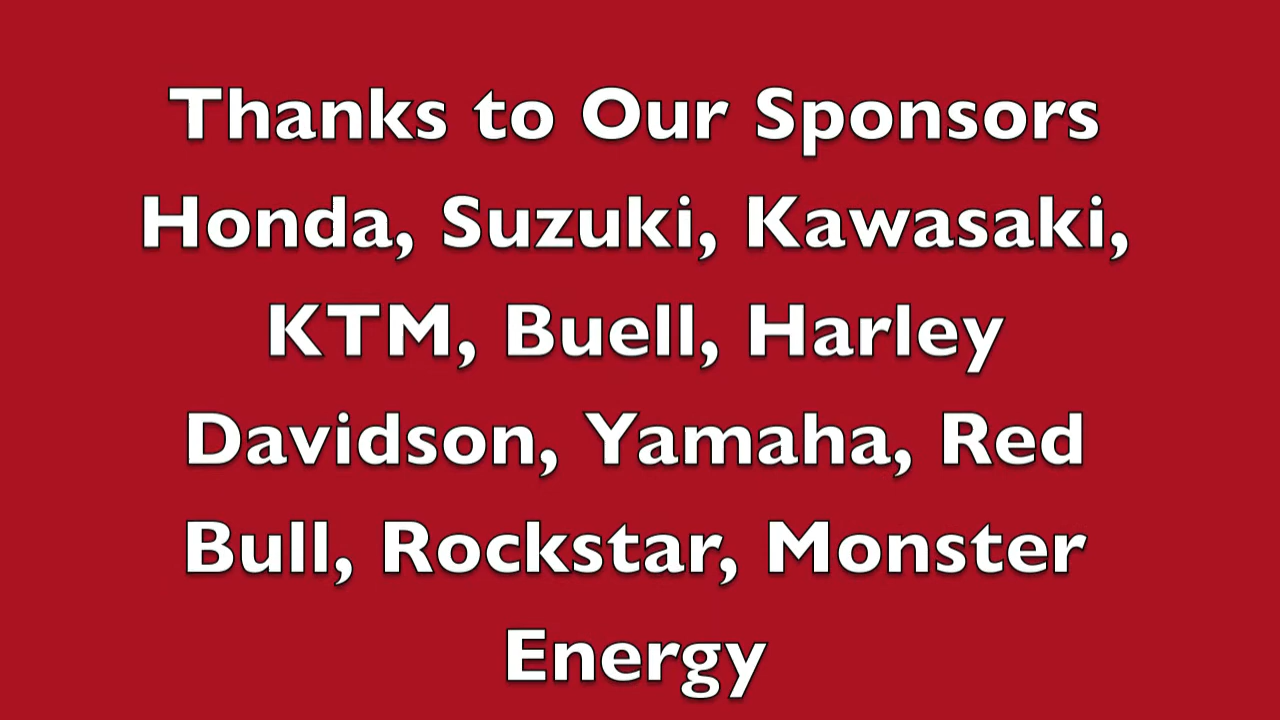 Thanks to Our Sponsors
Honda, Suzuki, Kawasaki,
KTM, Buell, Harley
Davidson, Yamaha, Red
Bull, Rockstar, Monster
Energy